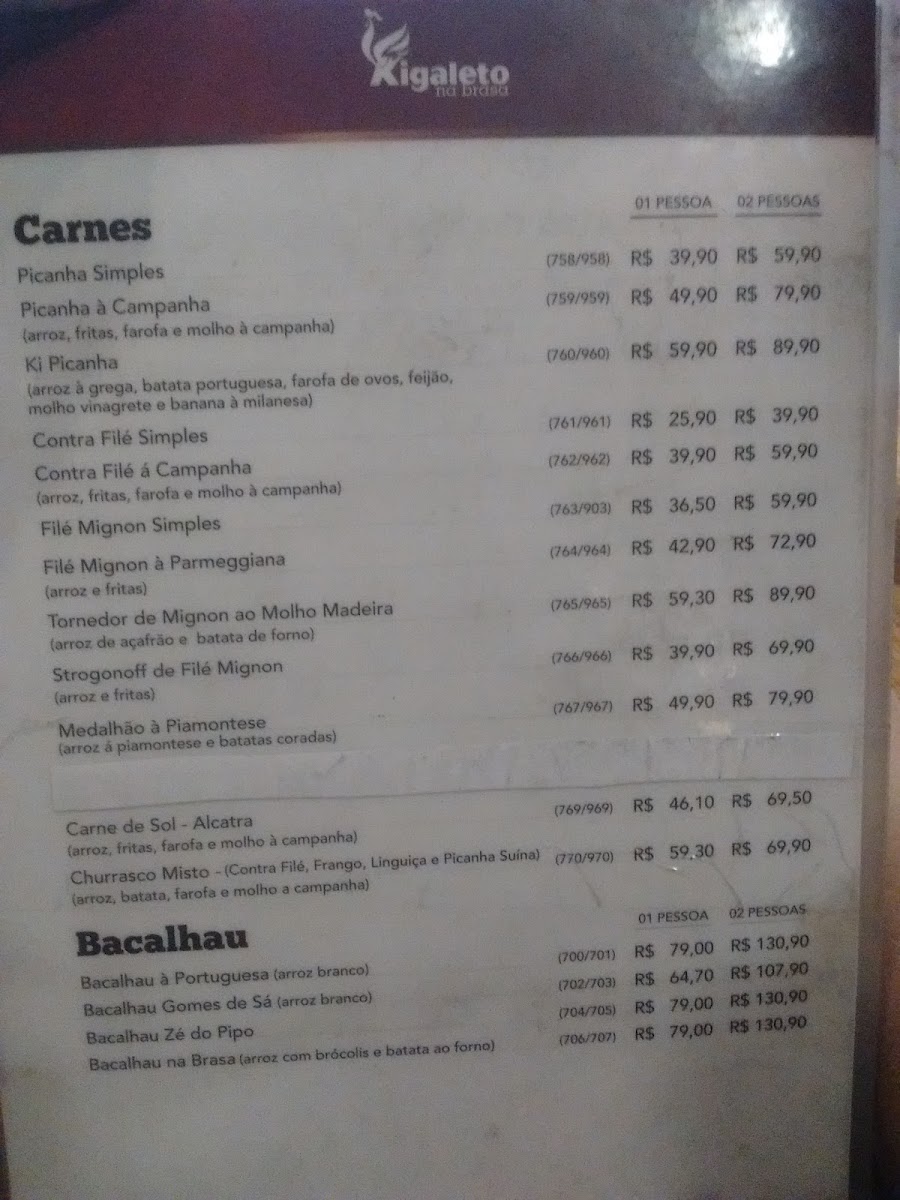 Kigaleto
na brasa
01 PESSOA 02 PESSOAS
Carnes
Picanha Simples (758/958) R$ 39,90 R$ 59,90
Picanha à Campanha (759/959) R$ 49,90 R$ 79,90
(arroz, fritas, farofa e molho à campanha)
Ki Picanha (760/960) R$ 59,90 R$ 89,90
(arroz à grega, batata portuguesa, farofa de ovos, feijão,
molho vinagrete e banana à milanesa)
Contra Filé Simples (761/961) R$ 25,90 R$ 39,90
Contra Filé á Campanha (762/962) R$ 39,90 R$ 59,90
(arroz, fritas, farofa e molho à campanha)
Filé Mignon Simples (763/903) R$ 36,50 R$ 59,90
Filé Mignon à Parmeggiana (764/964) R$ 42,90 R$ 72,90
(arroz e fritas)
Tornedor de Mignon ao Molho Madeira (765/965) R$ 59,30 R$ 89,90
(arroz de açafrão e batata de forno)
Strogonoff de Filé Mignon (766/966) R$ 39,90 R$ 69,90
(arroz e fritas)
Medalhão à Piamontese (767/967) R$ 49,90 R$ 79,90
(arroz á piamontese e batatas coradas)
Carne de Sol - Alcatra (769/969) R$ 46,10 R$ 69,50
(arroz, fritas, farofa e molho à campanha)
Churrasco Misto - (Contra Filé, Frango, Linguiça e Picanha Suína) (770/970) R$ 59,30 R$ 69,90
(arroz, batata, farofa e molho a campanha)
01 PESSOA 02 PESSOAS
Bacalhau
Bacalhau à Portuguesa (arroz branco) (700/701) R$ 79,00 R$ 130,90
Bacalhau Gomes de Sá (arroz branco) (702/703) R$ 64,70 R$ 107,90
Bacalhau Zé do Pipo (704/705) R$ 79,00 R$ 130,90
Bacalhau na Brasa (arroz com brócolis e batata ao forno) (706/707) R$ 79,00 R$ 130,90